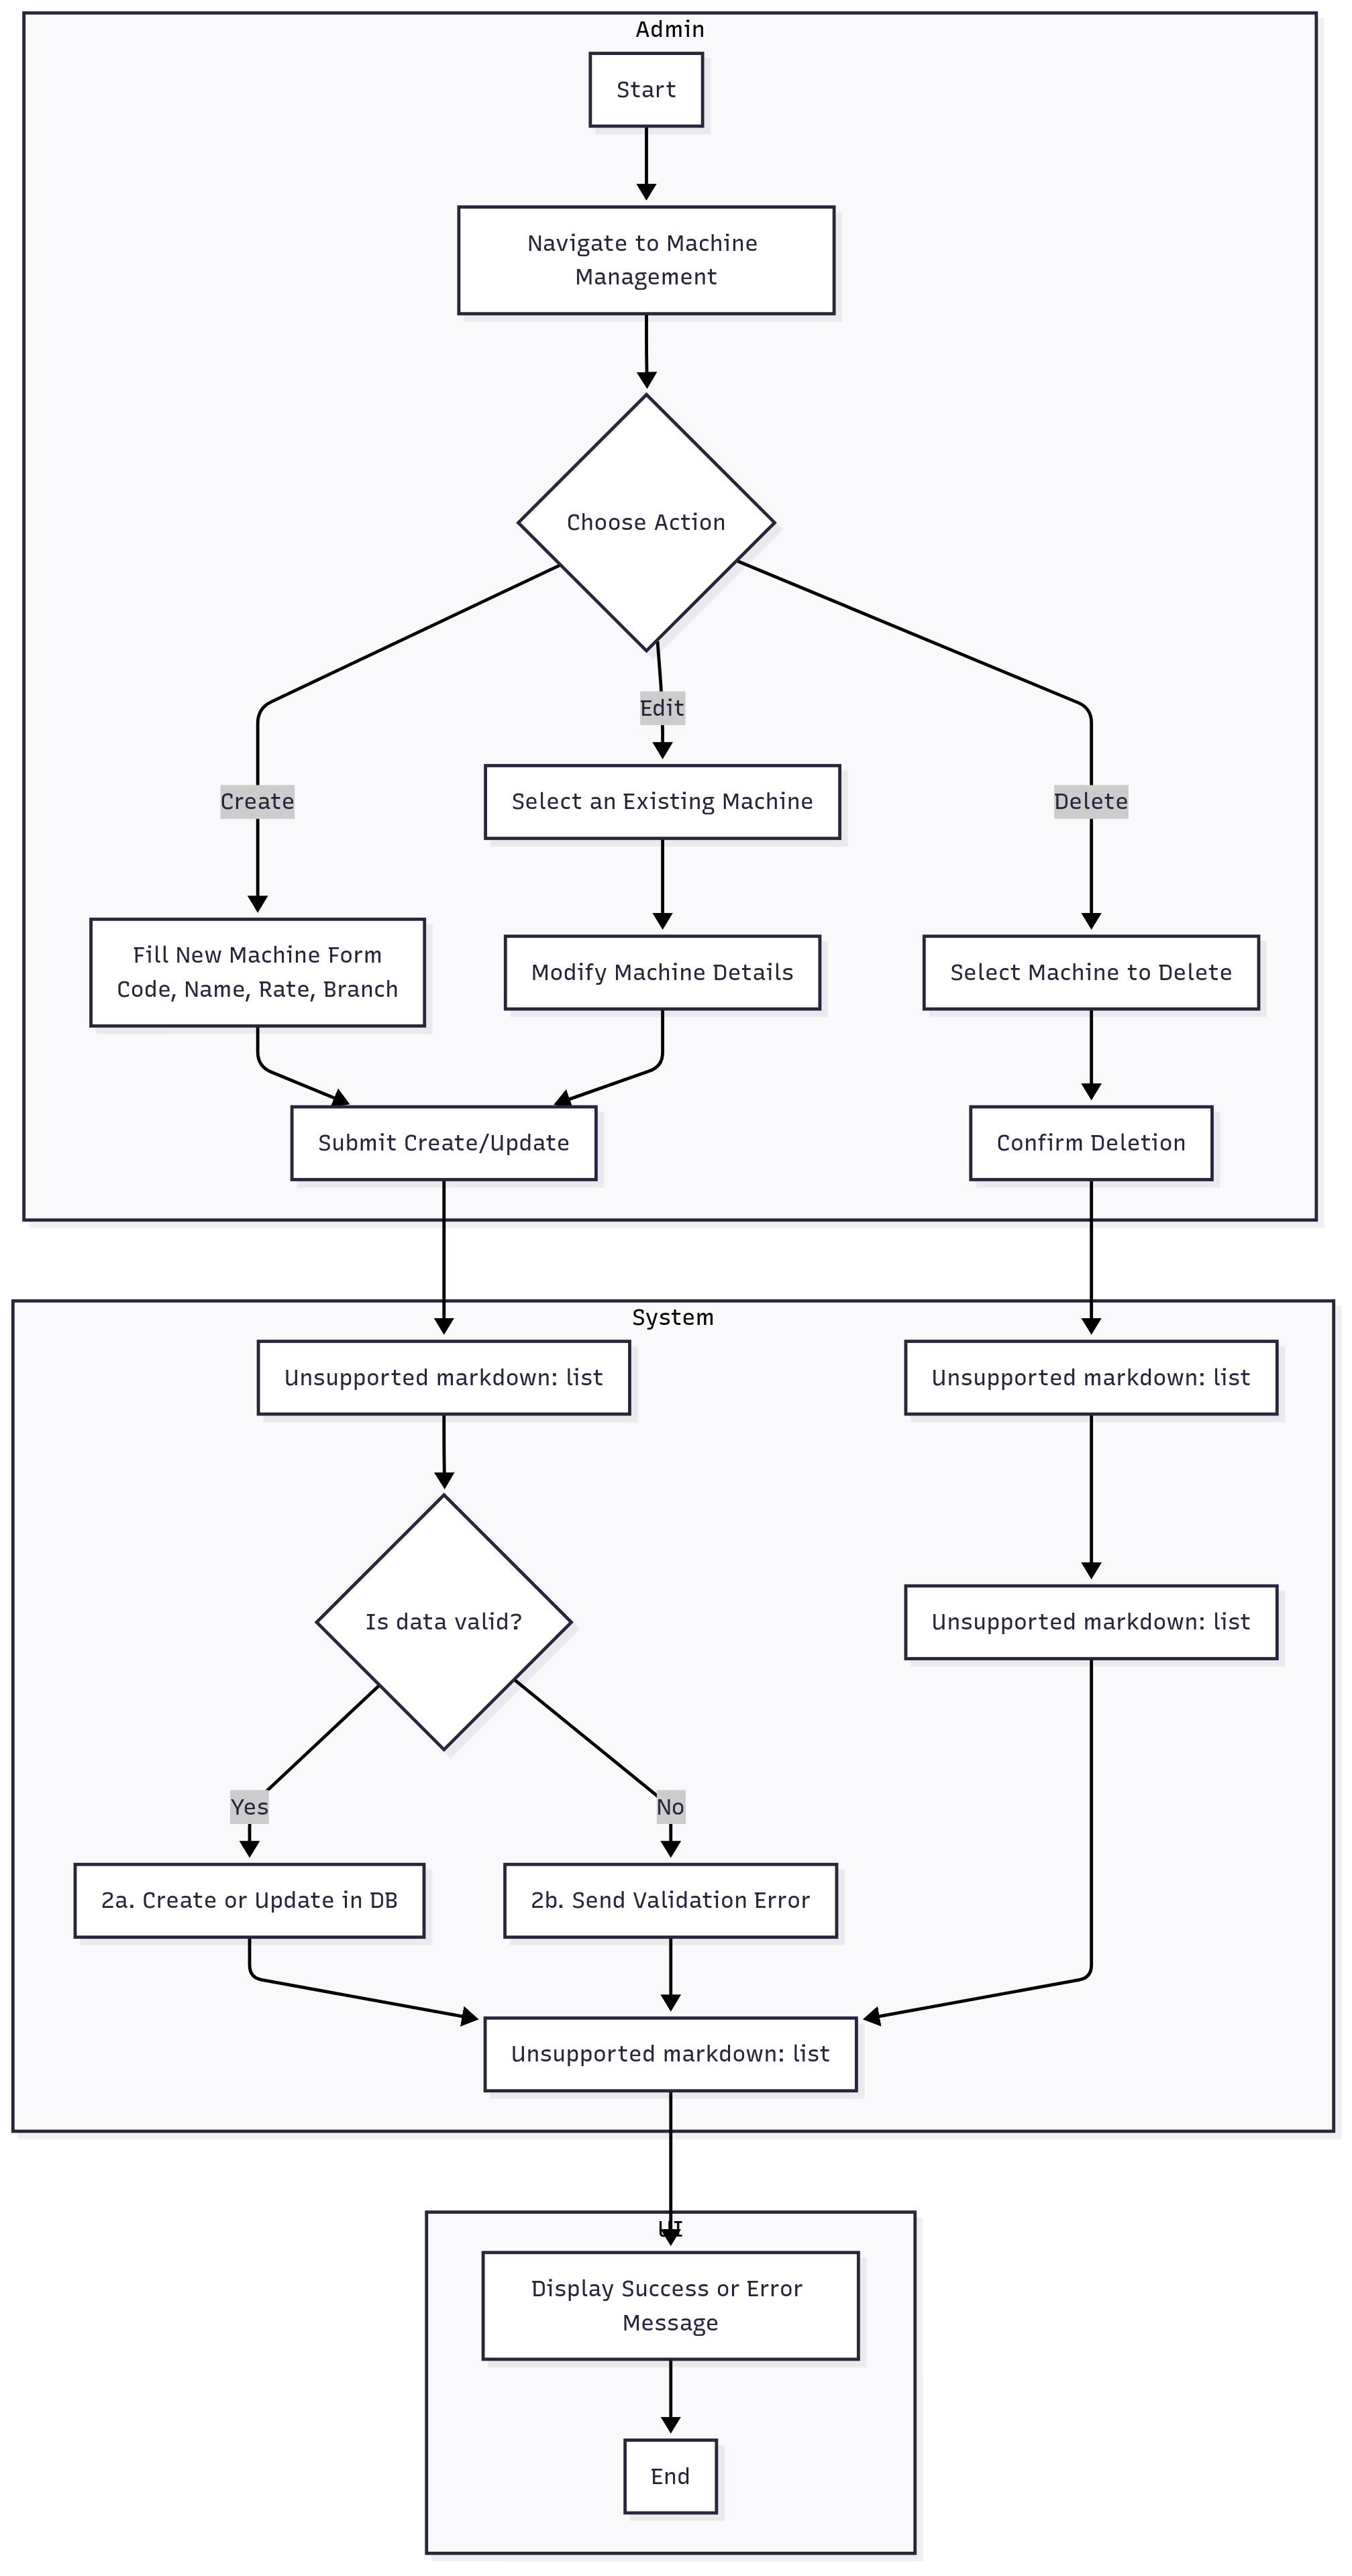 Admin
Start
Navigate to Machine
Management
Choose Action
Edit
Create
Select an Existing Machine
Delete
Fill New Machine Form
Code, Name, Rate, Branch
Modify Machine Details
Select Machine to Delete
Submit Create/Update
Confirm Deletion
System
Unsupported markdown: list
Unsupported markdown: list
Is data valid?
Unsupported markdown: list
Yes
No
2a. Create or Update in DB
2b. Send Validation Error
Unsupported markdown: list
UI
Display Success or Error
Message
End